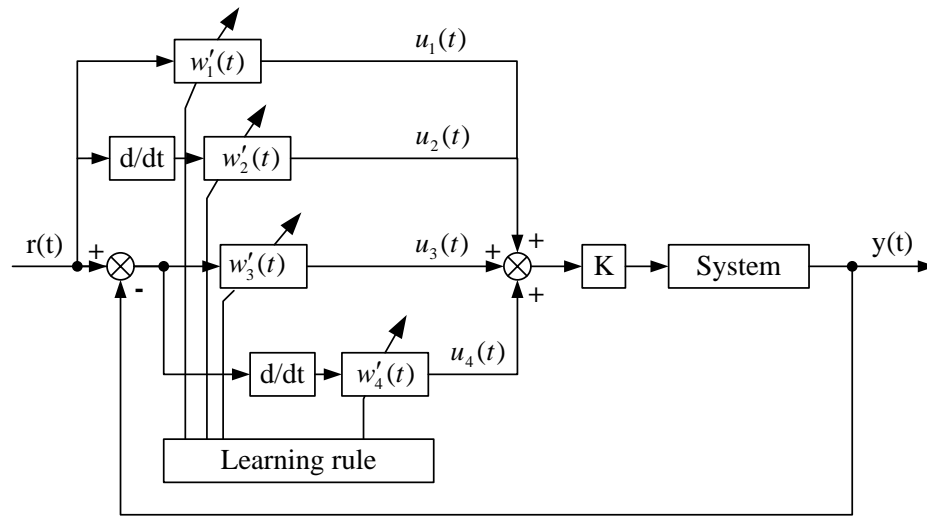 w′₁(t)
u₁(t)
d/dt
w′₂(t)
u₂(t)
r(t)
+
-
w′₃(t)
u₃(t)
+
+
+
K
System
y(t)
d/dt
w′₄(t)
u₄(t)
Learning rule